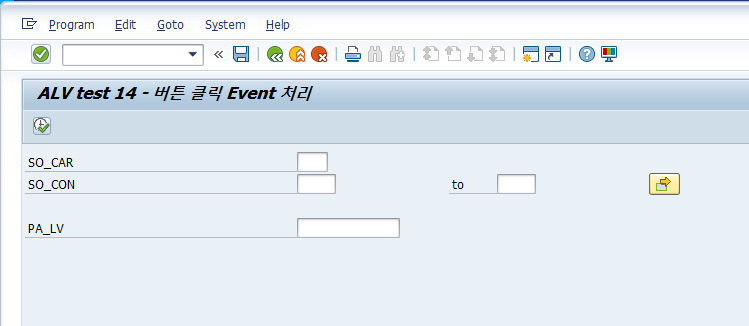 Program Edit Goto System Help
ALV test 14 - 버튼 클릭 Event 처리
SO_CAR
SO_CON to
PA_LV